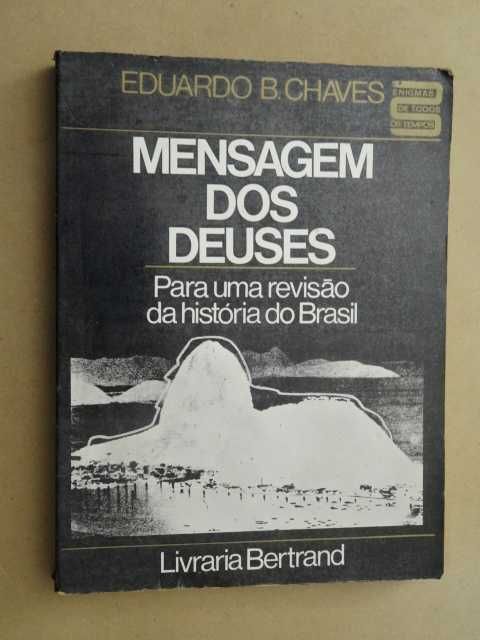 EDUARDO B. CHAVES
ENIGMAS
DE TODOS
OS TEMPOS
MENSAGEM
DOS
DEUSES
Para uma revisão
da história do Brasil
Livraria Bertrand